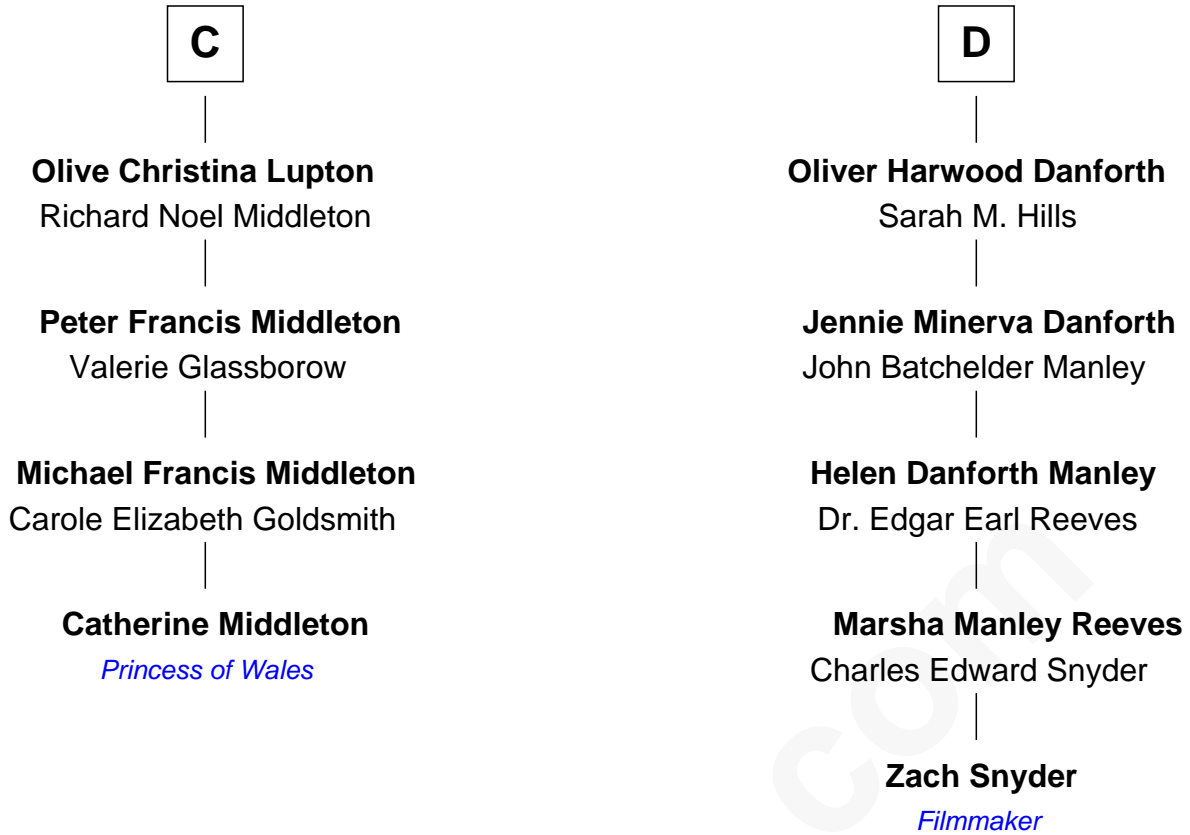 C
Olive Christina Lupton
Richard Noel Middleton
Peter Francis Middleton
Valerie Glassborow
Michael Francis Middleton
Carole Elizabeth Goldsmith
Catherine Middleton
Princess of Wales
D
Oliver Harwood Danforth
Sarah M. Hills
Jennie Minerva Danforth
John Batchelder Manley
Helen Danforth Manley
Dr. Edgar Earl Reeves
Marsha Manley Reeves
Charles Edward Snyder
Zach Snyder
Filmmaker
com